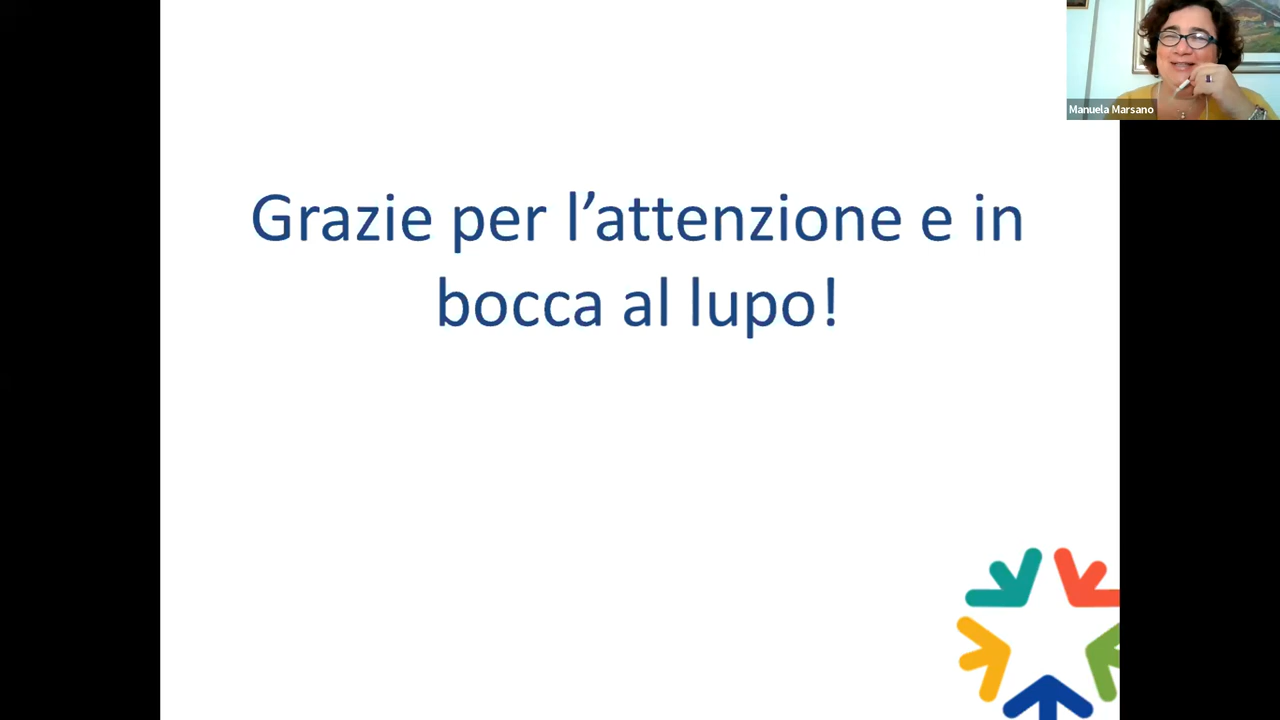 Manuela Marsano
Grazie per l’attenzione e in
bocca al lupo!